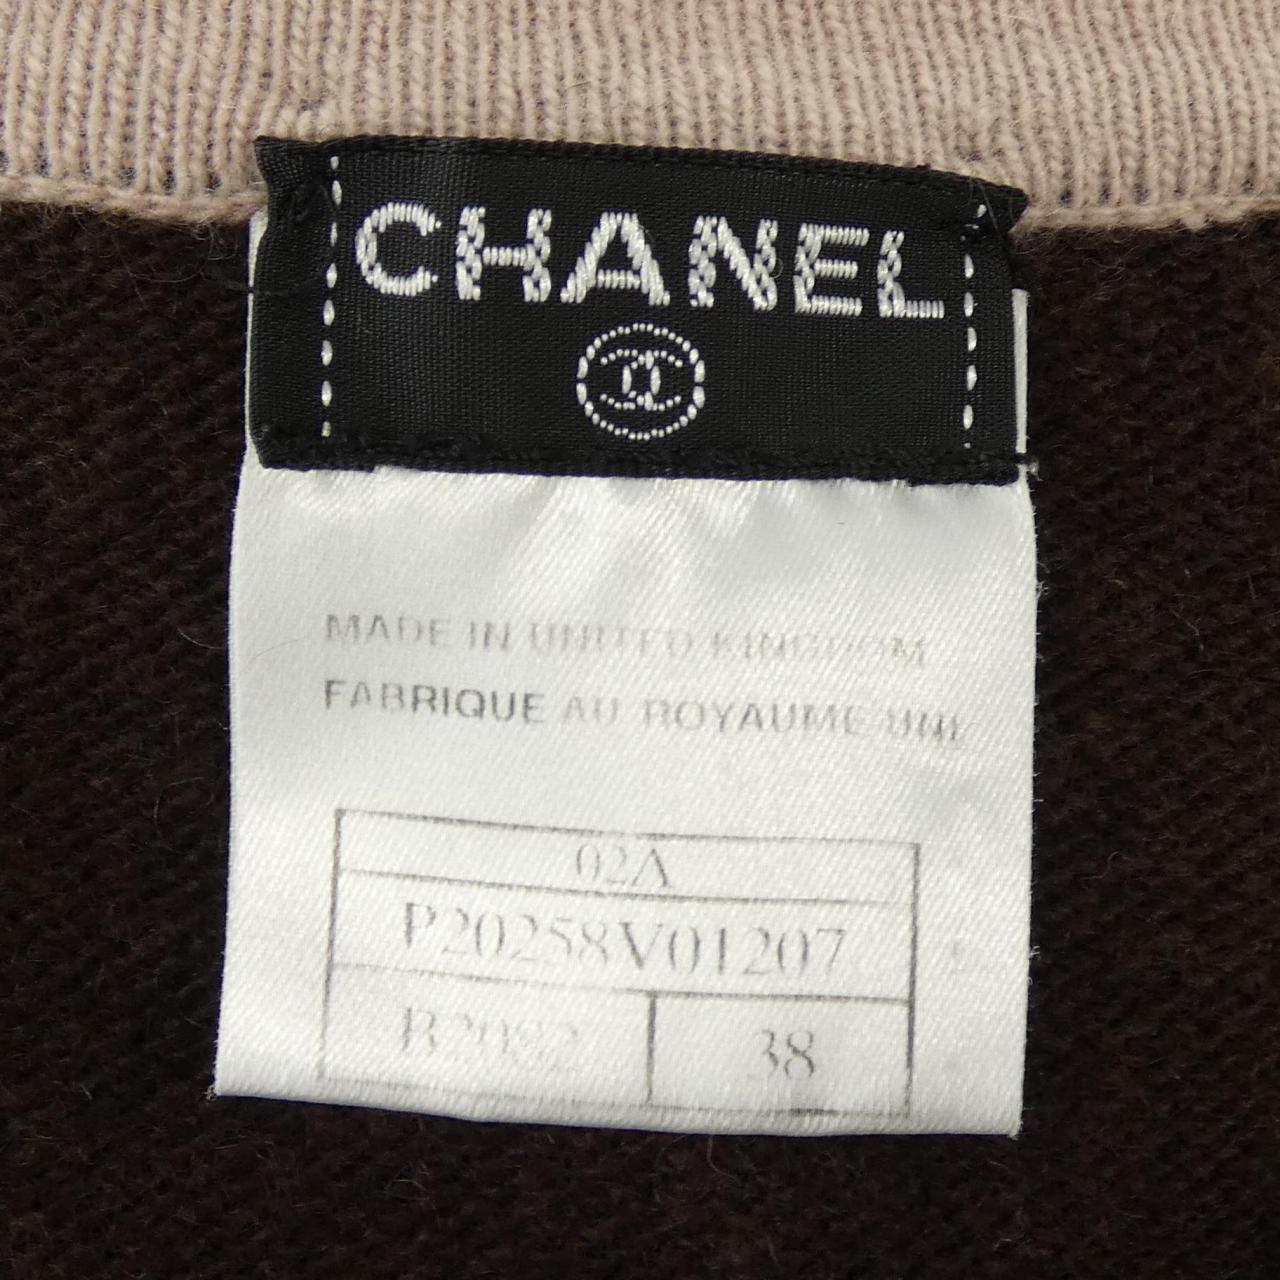 CHANEL
MADE IN UNITED KINGDOM
FABRIQUE AU ROYAUME-UNI
02A
P20258V01207
38